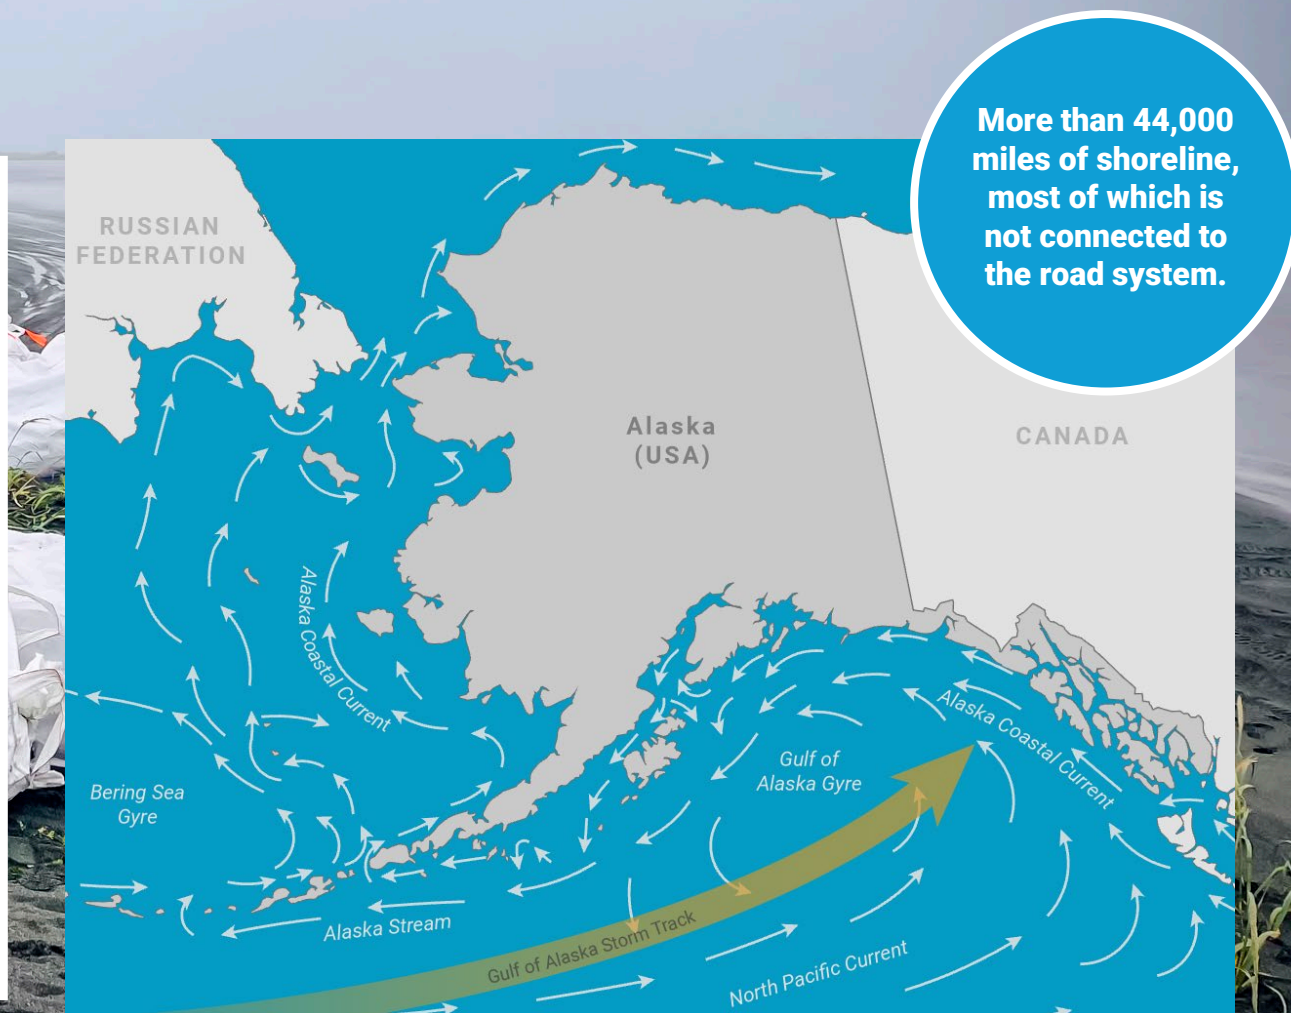 More than 44,000
miles of shoreline,
most of which is
not connected to
the road system.
RUSSIAN
FEDERATION
Alaska
(USA)
CANADA
Alaska Coastal Current
Alaska Coastal Current
Gulf of
Alaska Gyre
Bering Sea
Gyre
Alaska Stream
Gulf of Alaska Storm Track
North Pacific Current